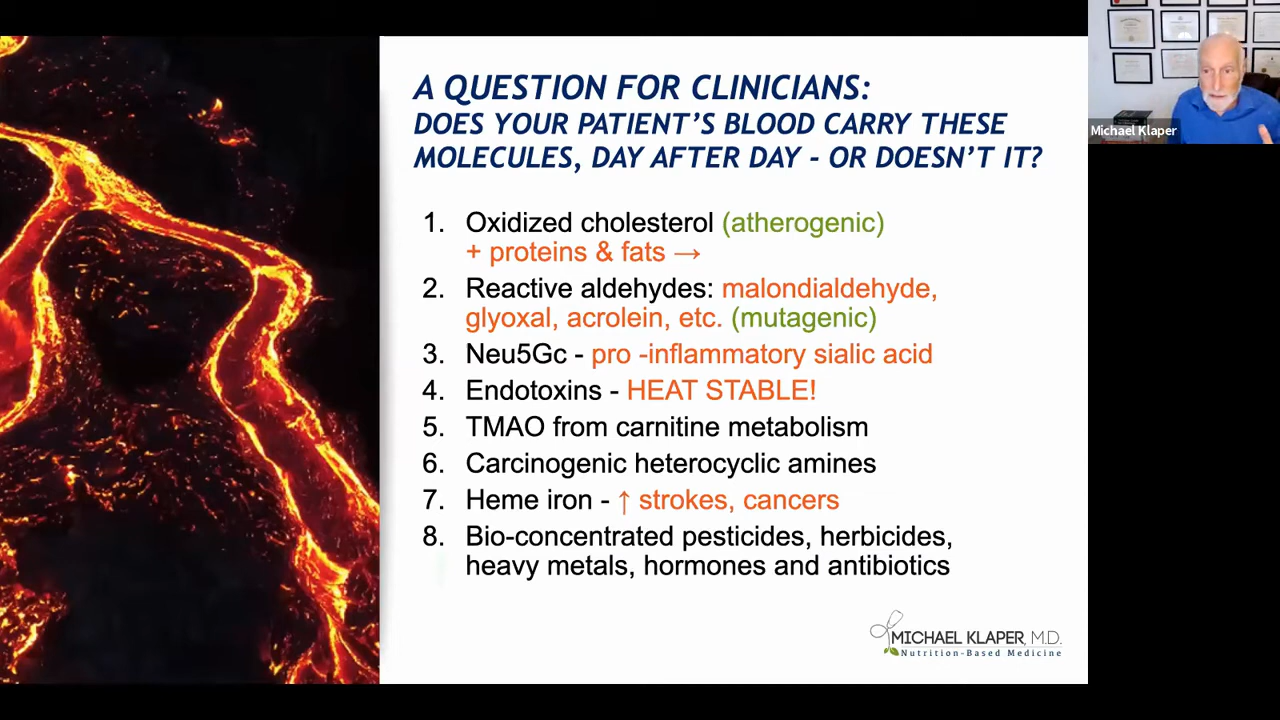 A QUESTION FOR CLINICIANS:
DOES YOUR PATIENT'S BLOOD CARRY THESE
MOLECULES, DAY AFTER DAY - OR DOESN'T IT?
1. Oxidized cholesterol (atherogenic)
+ proteins & fats →
2. Reactive aldehydes: malondialdehyde,
glyoxal, acrolein, etc. (mutagenic)
3. Neu5Gc - pro -inflammatory sialic acid
4. Endotoxins - HEAT STABLE!
5. TMAO from carnitine metabolism
6. Carcinogenic heterocyclic amines
7. Heme iron - ↑ strokes, cancers
8. Bio-concentrated pesticides, herbicides,
heavy metals, hormones and antibiotics
MICHAEL KLAPER, M.D.
Nutrition-Based Medicine
Michael Klaper